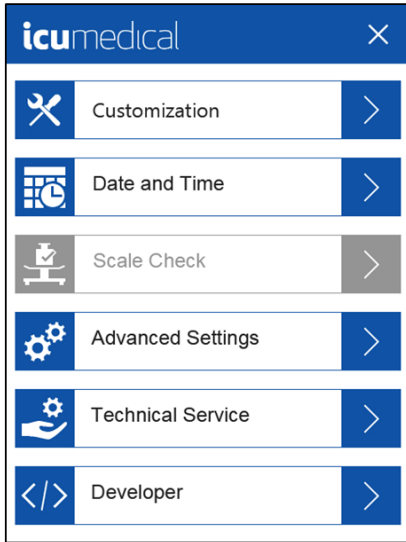 icumedical
Customization
Date and Time
Scale Check
Advanced Settings
Technical Service
Developer